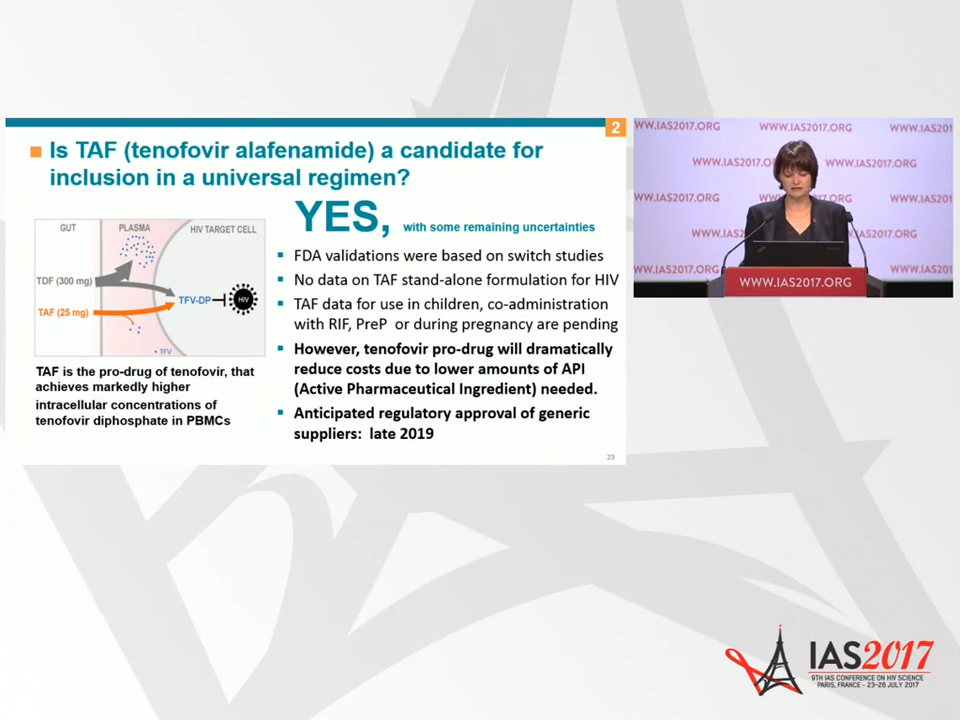 2
Is TAF (tenofovir alafenamide) a candidate for
inclusion in a universal regimen?
YES, with some remaining uncertainties
GUT
PLASMA
HIV TARGET CELL
TDF (300 mg)
TAF (25 mg)
TFV-DP
HIV
• TFV
TAF is the pro-drug of tenofovir, that
achieves markedly higher
intracellular concentrations of
tenofovir diphosphate in PBMCs
FDA validations were based on switch studies
No data on TAF stand-alone formulation for HIV
TAF data for use in children, co-administration
with RIF, PreP or during pregnancy are pending
However, tenofovir pro-drug will dramatically
reduce costs due to lower amounts of API
(Active Pharmaceutical Ingredient) needed.
Anticipated regulatory approval of generic
suppliers: late 2019
23
WW.IAS2017.ORG WWW.IAS2017.ORG WWW.IAS201
WWW.IAS2017.ORG WWW.IAS2017.ORG
WW.IAS2017.ORG WWW.IAS201
WWW.IAS2017.ORG
WWW.IAS2017.ORG
IAS2017
9TH IAS CONFERENCE ON HIV SCIENCE
PARIS, FRANCE – 23-26 JULY 2017